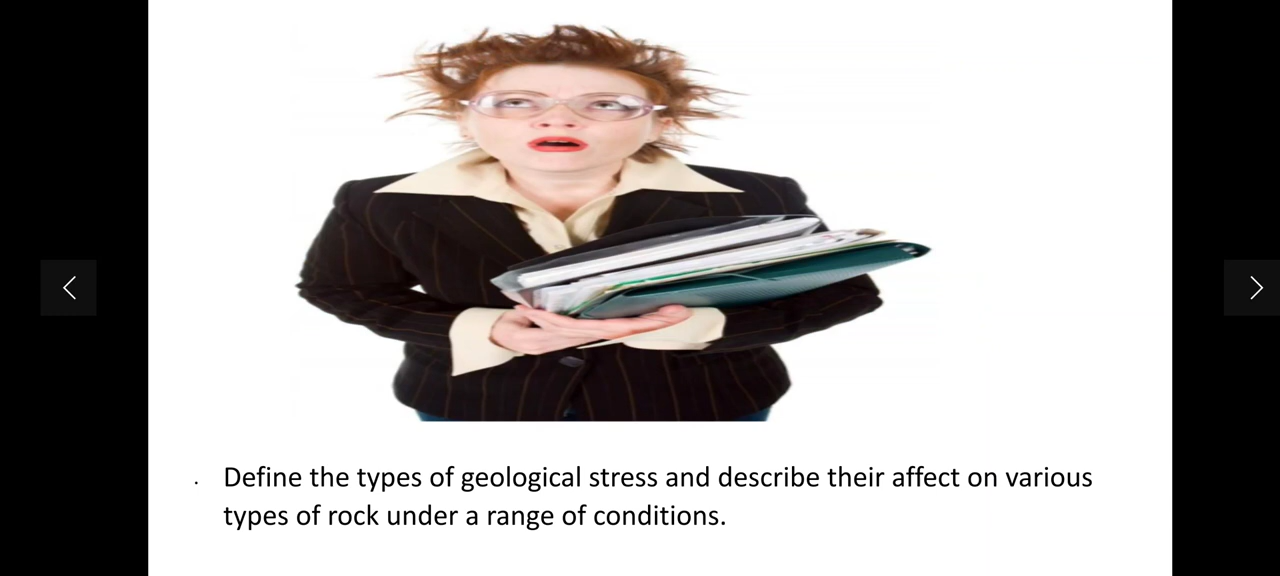 . Define the types of geological stress and describe their affect on various
types of rock under a range of conditions.